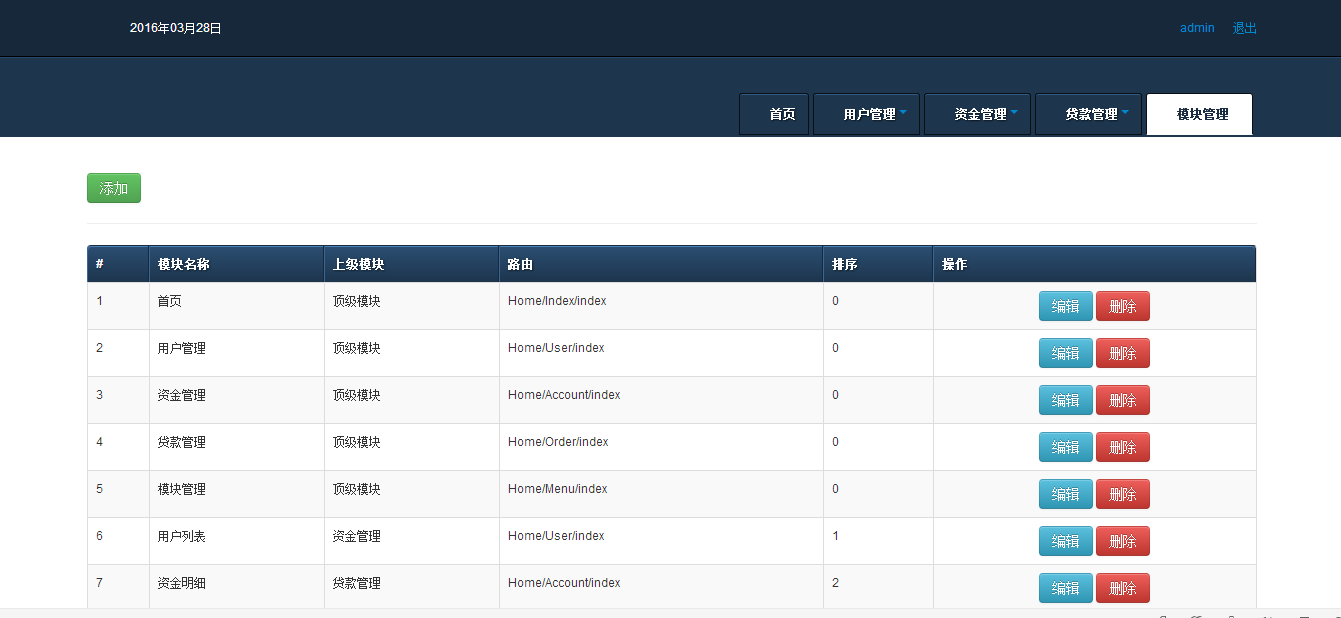 2016年03月28日 admin 退出
首页 用户管理 资金管理 贷款管理 模块管理
添加
# 模块名称 上级模块 路由 排序 操作
1 首页 顶级模块 Home/Index/index 0 编辑 删除
2 用户管理 顶级模块 Home/User/index 0 编辑 删除
3 资金管理 顶级模块 Home/Account/index 0 编辑 删除
4 贷款管理 顶级模块 Home/Order/index 0 编辑 删除
5 模块管理 顶级模块 Home/Menu/index 0 编辑 删除
6 用户列表 资金管理 Home/User/index 1 编辑 删除
7 资金明细 贷款管理 Home/Account/index 2 编辑 删除